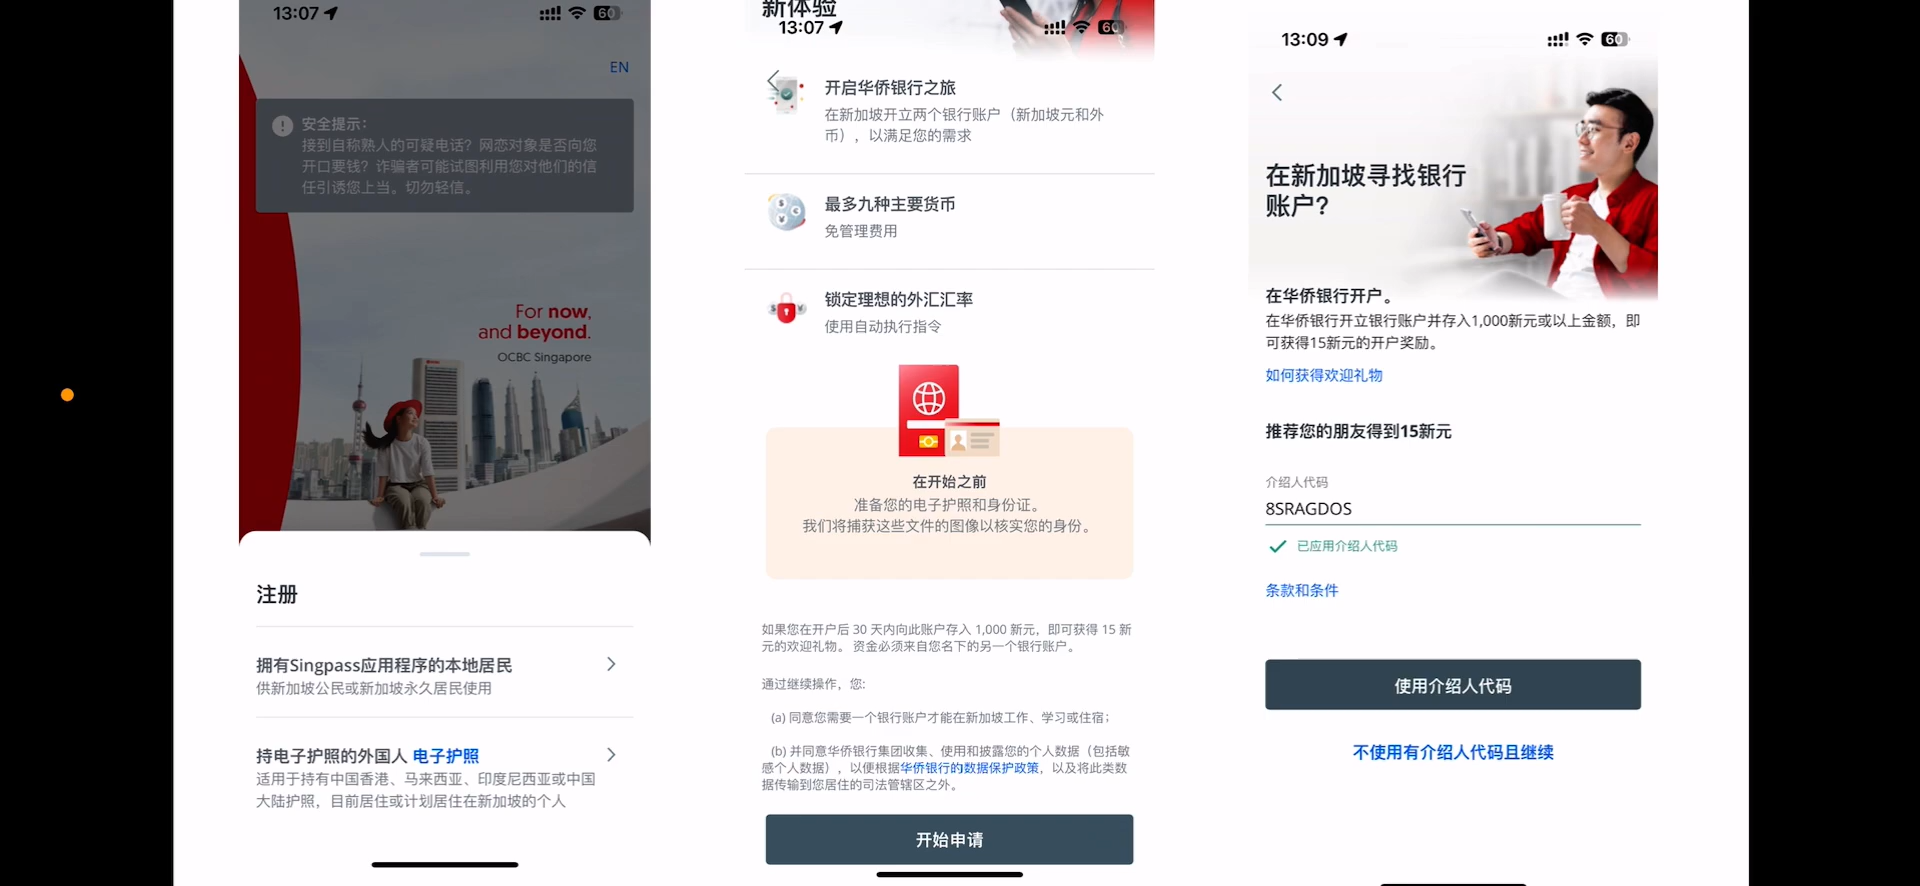 13:07
60
EN
安全提示：
接到自称熟人的可疑电话？网恋对象是否向您
开口要钱？诈骗者可能试图利用您对他们的信
任引诱您上当。切勿轻信。
For now,
and beyond.
OCBC Singapore
注册
拥有Singpass应用程序的本地居民
供新加坡公民或新加坡永久居民使用
持电子护照的外国人 电子护照
适用于持有中国香港、马来西亚、印度尼西亚或中国
大陆护照，目前居住或计划居住在新加坡的个人
新体验
13:07
60
开启华侨银行之旅
在新加坡开立两个银行账户（新加坡元和外
币），以满足您的需求
最多九种主要货币
免管理费用
锁定理想的外汇汇率
使用自动执行指令
在开始之前
准备您的电子护照和身份证。
我们将捕获这些文件的图像以核实您的身份。
如果您在开户后 30 天内向此账户存入 1,000 新元，即可获得 15 新
元的欢迎礼物。 资金必须来自您名下的另一个银行账户。
通过继续操作，您:
(a) 同意您需要一个银行账户才能在新加坡工作、学习或住宿；
(b) 并同意华侨银行集团收集、使用和披露您的个人数据（包括敏
感个人数据），以便根据华侨银行的数据保护政策，以及将此类数
据传输到您居住的司法管辖区之外。
开始申请
13:09
60
在新加坡寻找银行
账户？
在华侨银行开户。
在华侨银行开立银行账户并存入1,000新元或以上金额，即
可获得15新元的开户奖励。
如何获得欢迎礼物
推荐您的朋友得到15新元
介绍人代码
8SRAGDOS
已应用介绍人代码
条款和条件
使用介绍人代码
不使用有介绍人代码且继续